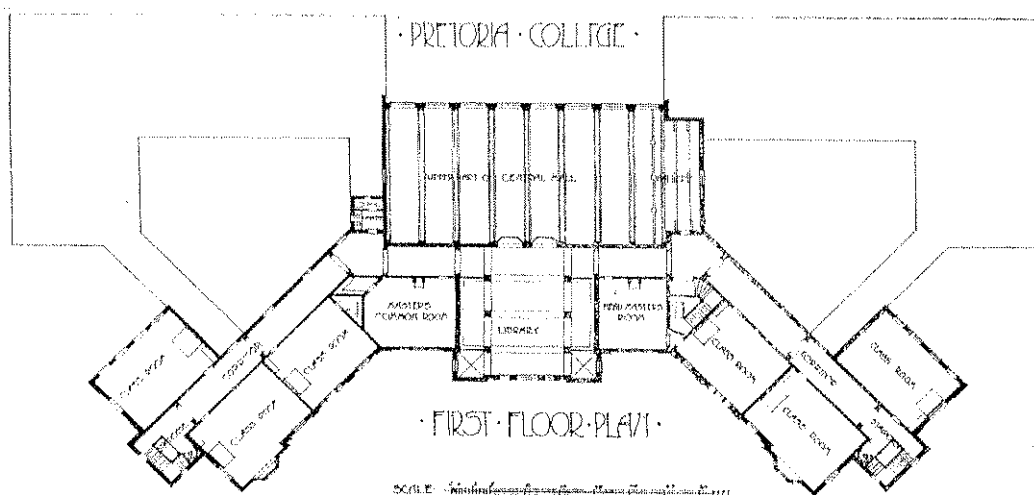 · PRETORIA · COLLEGE ·
UPPER PART OF CENTRAL HALL
GALLERY
MASTERS
COMMON ROOM
LIBRARY
HEAD MASTERS
ROOM
CLASS ROOM
CORRIDOR
CLASS ROOM
CLASS ROOM
CLASS ROOM
CORRIDOR
CLASS ROOM
CLASS ROOM
· FIRST · FLOOR · PLAN ·
SCALE